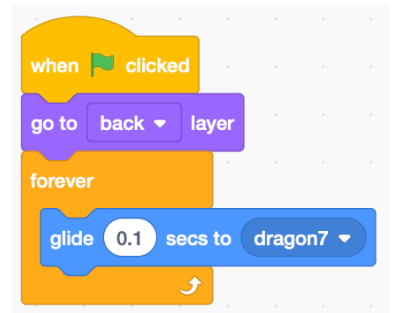 when clicked
go to back layer
forever
glide 0.1 secs to dragon7